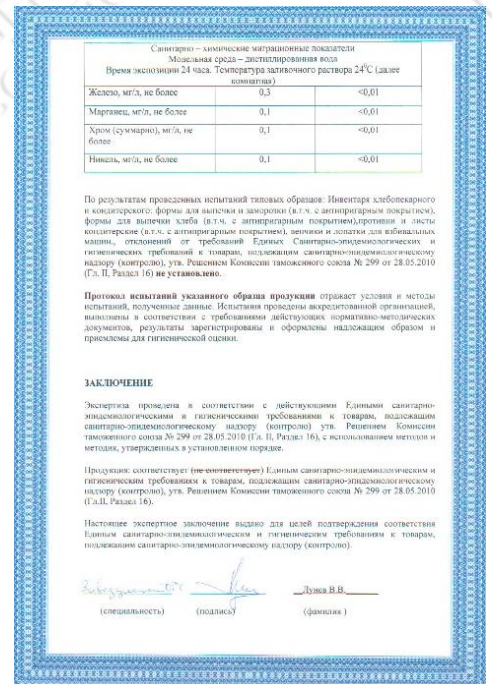 Санитарно – химические миграционные показатели
Модельная среда – дистиллированная вода
Время экспозиции 24 часа. Температура заливочного раствора 24⁰С (далее
комнатная)
Железо, мг/л, не более 0,3 <0,01
Марганец, мг/л, не более 0,1 <0,01
Хром (суммарно), мг/л, не 0,1 <0,01
более
Никель, мг/л, не более 0,1 <0,01
По результатам проведенных испытаний типовых образцов: Инвентаря хлебопекарного
и кондитерского: формы для выпечки и заморозки (в.т.ч. с антипригарным покрытием),
формы для выпечки хлеба (в.т.ч. с антипригарным покрытием),противни и листы
кондитерские (в.т.ч. с антипригарным покрытием), венчики и лопатки для взбивальных
машин., отклонений от требований Единых Санитарно-эпидемиологических и
гигиенических требований к товарам, подлежащим санитарно-эпидемиологическому
надзору (контролю), утв. Решением Комиссии таможенного союза № 299 от 28.05.2010
(Гл. II, Раздел 16) не установлено.
Протокол испытаний указанного образца продукции отражает условия и методы
испытаний, полученные данные. Испытания проведены аккредитованной организацией,
выполнены в соответствии с требованиями действующих нормативно-методических
документов, результаты зарегистрированы и оформлены надлежащим образом и
приемлемы для гигиенической оценки.
ЗАКЛЮЧЕНИЕ
Экспертиза проведена в соответствии с действующими Едиными санитарно-
эпидемиологическими и гигиеническими требованиями к товарам, подлежащим
санитарно-эпидемиологическому надзору (контролю) утв. Решением Комиссии
таможенного союза № 299 от 28.05.2010 (Гл. II, Раздел 16), с использованием методов и
методик, утвержденных в установленном порядке.
Продукция: соответствует (не соответствует) Единым санитарно-эпидемиологическим и
гигиеническим требованиям к товарам, подлежащим санитарно-эпидемиологическому
надзору (контролю), утв. Решением Комиссии таможенного союза № 299 от 28.05.2010
(Гл.II, Раздел 16).
Настоящее экспертное заключение выдано для целей подтверждения соответствия
Единым санитарно-эпидемиологическим и гигиеническим требованиям к товарам,
подлежащим санитарно-эпидемиологическому надзору (контролю).
Лунев В.В.
(специальность) (подпись) (фамилия )